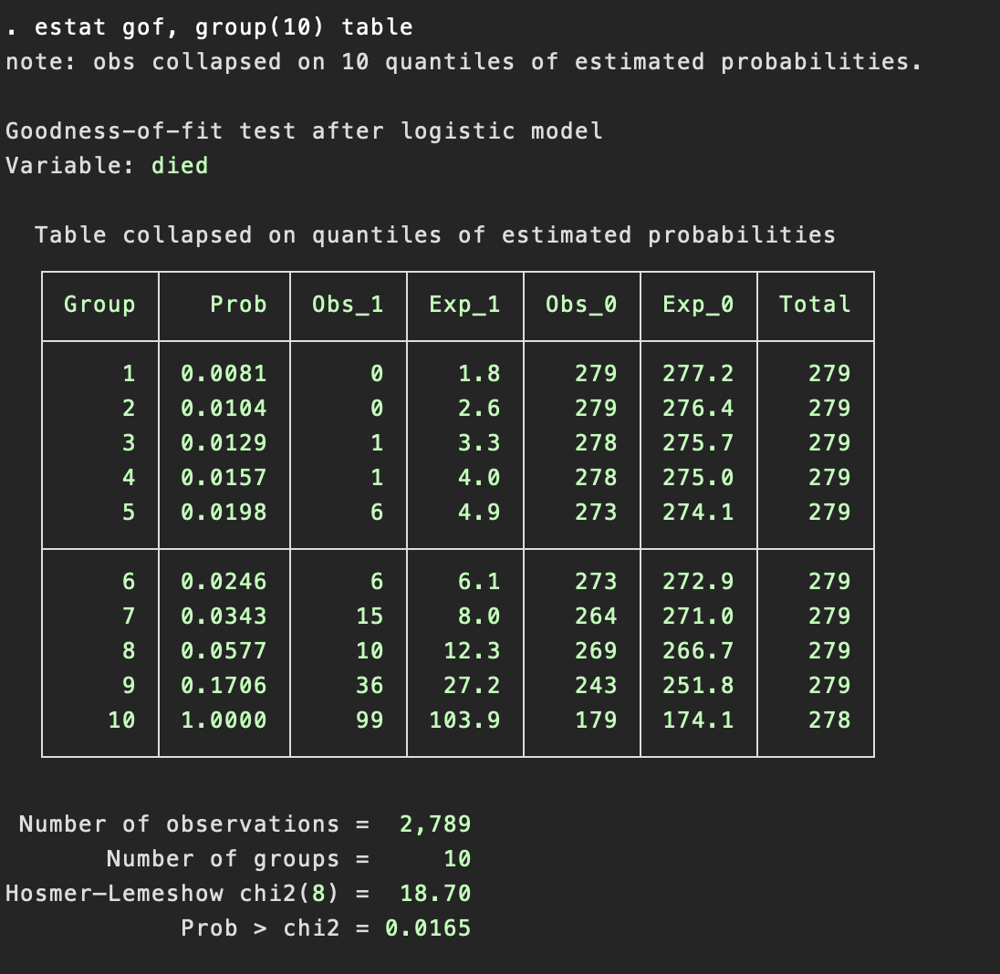 . estat gof, group(10) table
note: obs collapsed on 10 quantiles of estimated probabilities.
Goodness-of-fit test after logistic model
Variable: died
Table collapsed on quantiles of estimated probabilities
Group Prob Obs_1 Exp_1 Obs_0 Exp_0 Total
1 0.0081 0 1.8 279 277.2 279
2 0.0104 0 2.6 279 276.4 279
3 0.0129 1 3.3 278 275.7 279
4 0.0157 1 4.0 278 275.0 279
5 0.0198 6 4.9 273 274.1 279
6 0.0246 6 6.1 273 272.9 279
7 0.0343 15 8.0 264 271.0 279
8 0.0577 10 12.3 269 266.7 279
9 0.1706 36 27.2 243 251.8 279
10 1.0000 99 103.9 179 174.1 278
Number of observations = 2,789
Number of groups = 10
Hosmer–Lemeshow chi2(8) = 18.70
Prob > chi2 = 0.0165